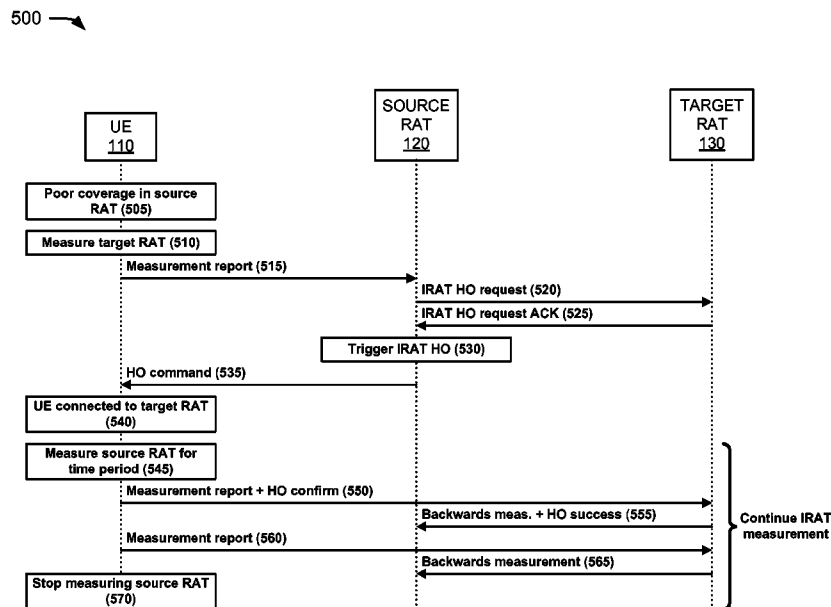 500
UE
110
SOURCE
RAT
120
TARGET
RAT
130
Poor coverage in source
RAT (505)
Measure target RAT (510)
Measurement report (515)
IRAT HO request (520)
IRAT HO request ACK (525)
Trigger IRAT HO (530)
HO command (535)
UE connected to target RAT
(540)
Measure source RAT for
time period (545)
Measurement report + HO confirm (550)
Backwards meas. + HO success (555)
Continue IRAT
measurement
Measurement report (560)
Backwards measurement (565)
Stop measuring source RAT
(570)